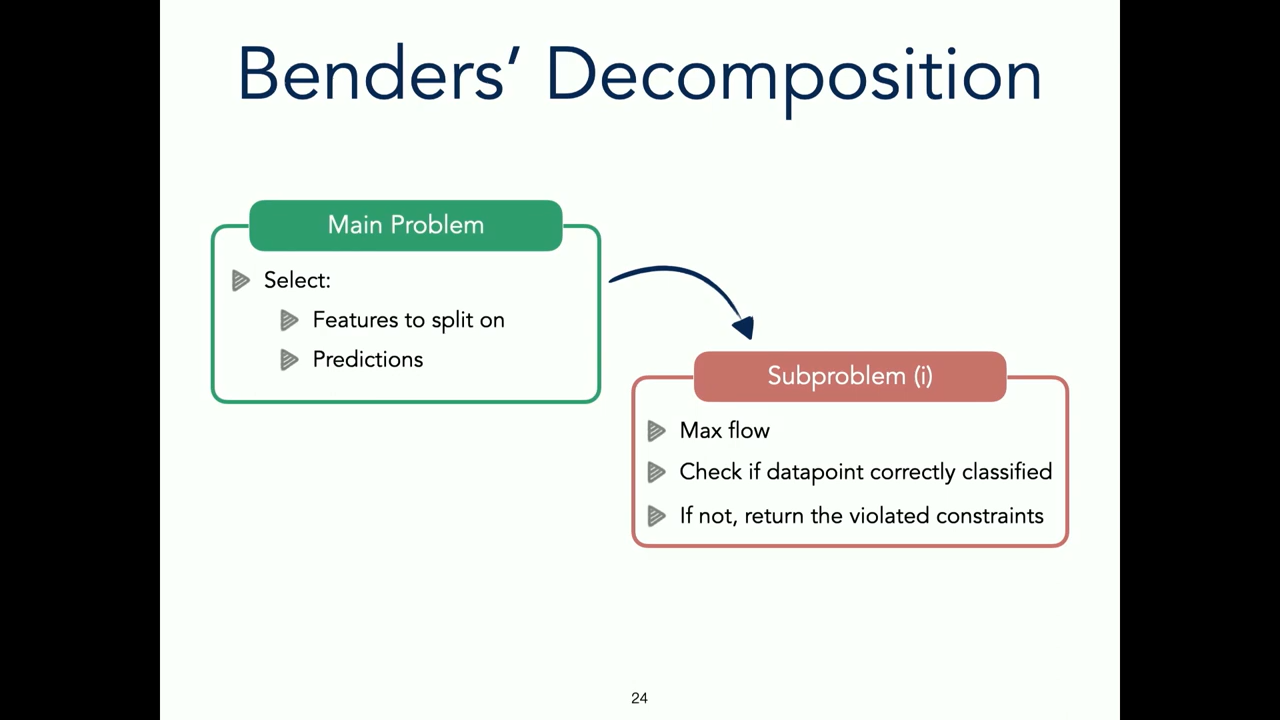 Benders’ Decomposition
Main Problem
Select:
Features to split on
Predictions
Subproblem (i)
Max flow
Check if datapoint correctly classified
If not, return the violated constraints
24